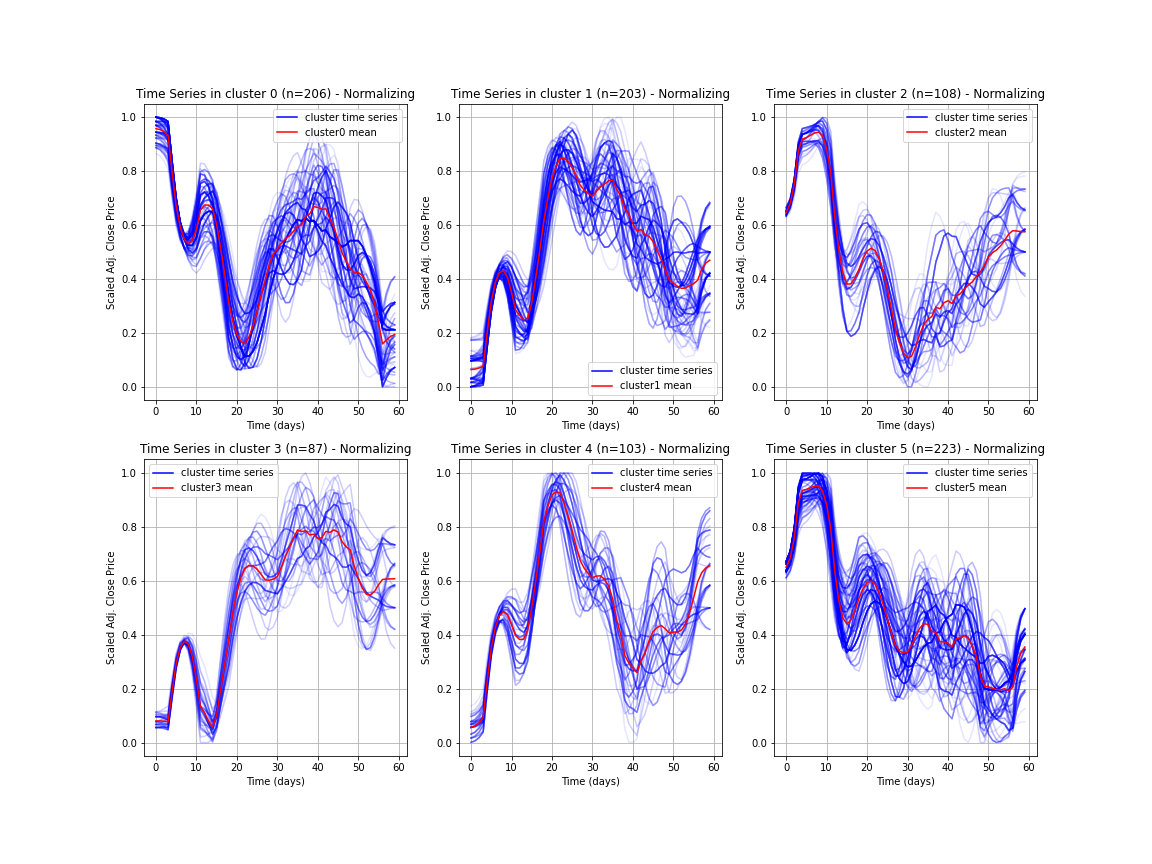 Time Series in cluster 0 (n=206) - Normalizing
1.0
0.8
0.6
0.4
0.2
0.0
Scaled Adj. Close Price
cluster time series
cluster0 mean
0 10 20 30 40 50 60
Time (days)
Time Series in cluster 1 (n=203) - Normalizing
1.0
0.8
0.6
0.4
0.2
0.0
Scaled Adj. Close Price
cluster time series
cluster1 mean
0 10 20 30 40 50 60
Time (days)
Time Series in cluster 2 (n=108) - Normalizing
1.0
0.8
0.6
0.4
0.2
0.0
Scaled Adj. Close Price
cluster time series
cluster2 mean
0 10 20 30 40 50 60
Time (days)
Time Series in cluster 3 (n=87) - Normalizing
1.0
0.8
0.6
0.4
0.2
0.0
Scaled Adj. Close Price
cluster time series
cluster3 mean
0 10 20 30 40 50 60
Time (days)
Time Series in cluster 4 (n=103) - Normalizing
1.0
0.8
0.6
0.4
0.2
0.0
Scaled Adj. Close Price
cluster time series
cluster4 mean
0 10 20 30 40 50 60
Time (days)
Time Series in cluster 5 (n=223) - Normalizing
1.0
0.8
0.6
0.4
0.2
0.0
Scaled Adj. Close Price
cluster time series
cluster5 mean
0 10 20 30 40 50 60
Time (days)